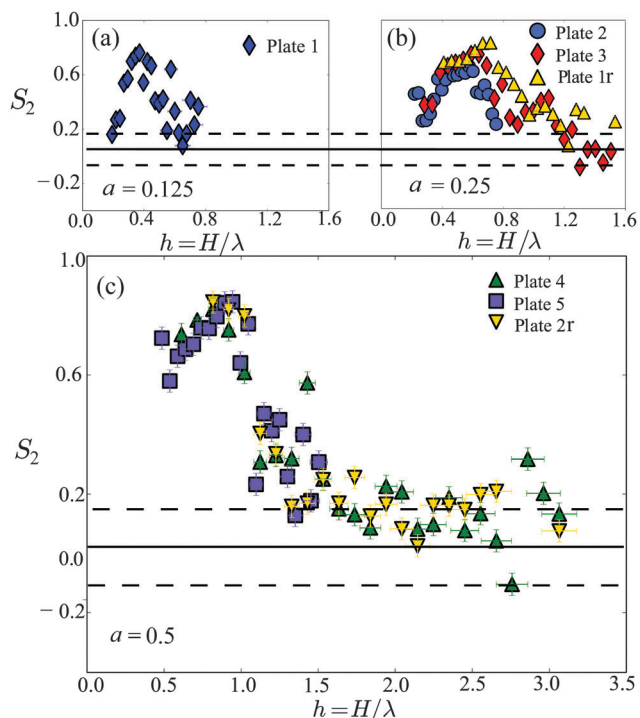 (a)
Plate 1
1.0
0.6
0.2
−0.2
S₂
a = 0.125
0.0 0.4 0.8 1.2 1.6
h = H/λ
(b)
Plate 2
Plate 3
Plate 1r
a = 0.25
0.0 0.4 0.8 1.2 1.6
h = H/λ
(c)
Plate 4
Plate 5
Plate 2r
1.0
0.6
0.2
0.0
−0.2
S₂
a = 0.5
0.0 0.5 1.0 1.5 2.0 2.5 3.0 3.5
h = H/λ